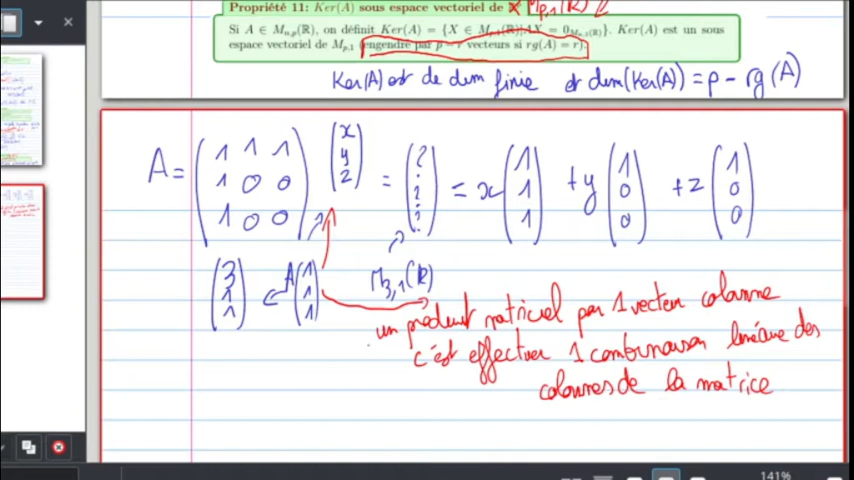 Propriété 11: Ker(A) sous espace vectoriel de M_{p,1}(R)
Si A ∈ M_{n,p}(ℝ), on définit Ker(A) = {X ∈ M_{p,1}(ℝ)|AX = 0_{M_{n,1}(ℝ)}}. Ker(A) est un sous
espace vectoriel de M_{p,1} (engendré par p − r vecteurs si rg(A) = r).
Ker(A) est de dim finie et dim(Ker(A)) = p − rg(A)
A = (1 1 1 (x (? (1 (1 (1
1 0 0 y = ? = x 1 + y 0 + z 0
1 0 0) z) ?) 1) 0) 0)
(3 A (1 M_{3,1}(R)
1 ← 1
1) 1)
un produit matriciel par 1 vecteur colonne
c'est effectuer 1 combinaison linéaire des
colonnes de la matrice
141%